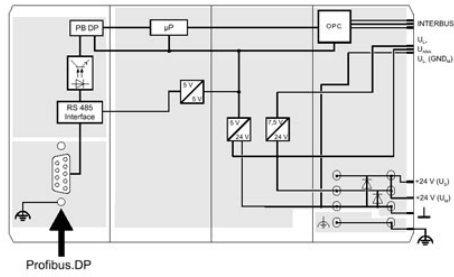 PB DP
µP
OPC
INTERBUS
U_L+
U_Ana
U_L- (GND_M)
5 V
5 V
RS 485
Interface
5 V
24 V
7,5 V
24 V
+24 V (U_S)
+24 V (U_M)
Profibus.DP